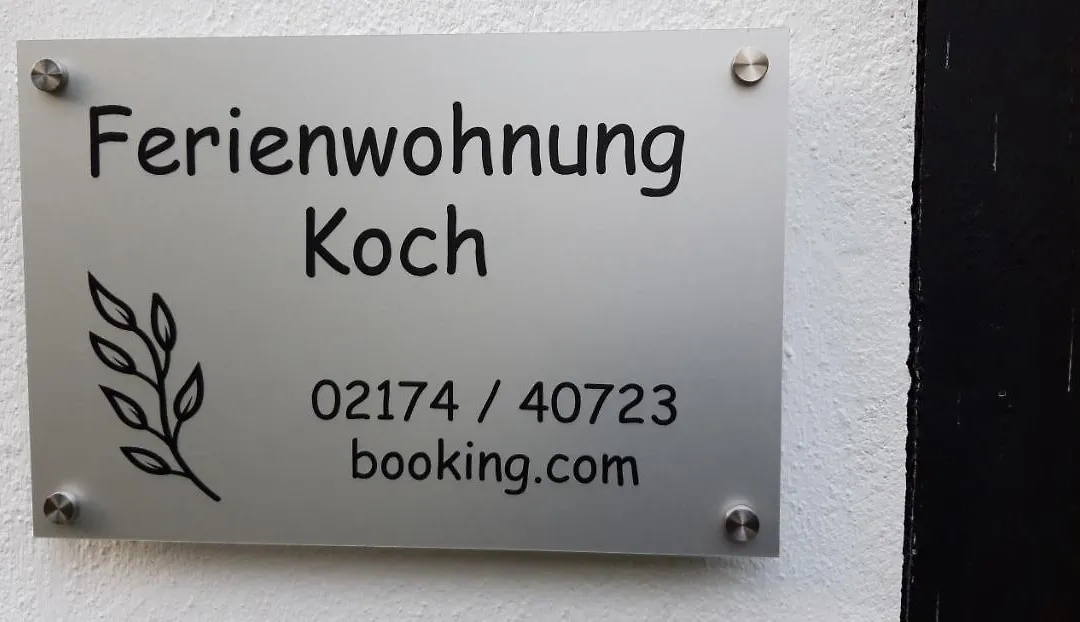 Ferienwohnung
Koch
02174 / 40723
booking.com